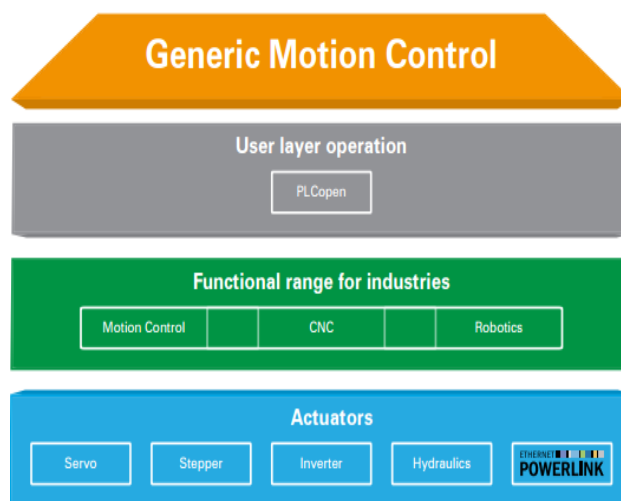 Generic Motion Control
User layer operation
PLCopen
Functional range for industries
Motion Control
CNC
Robotics
Actuators
Servo
Stepper
Inverter
Hydraulics
ETHERNET
POWERLINK